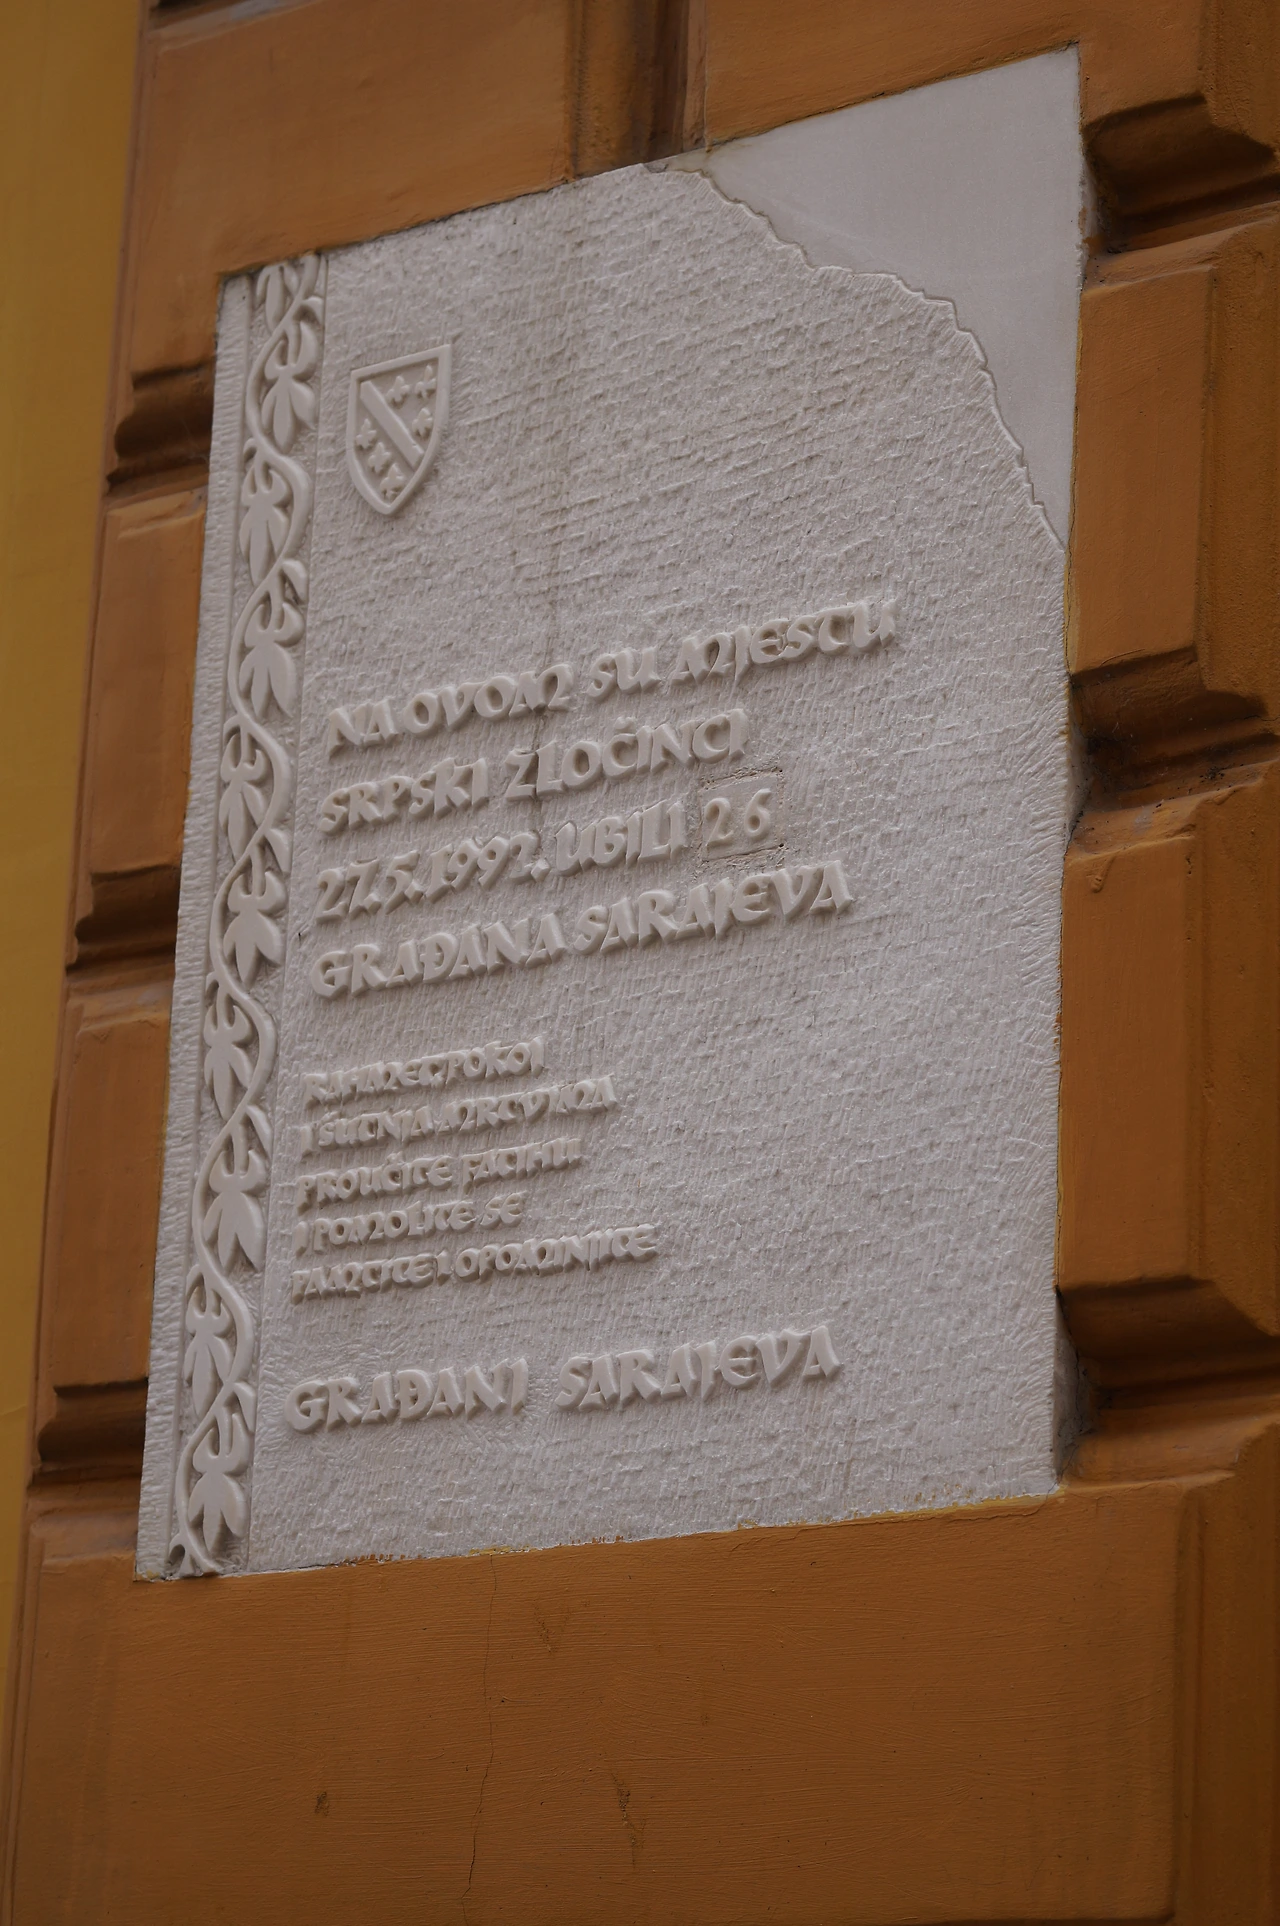 NA OVOM SU MJESTU
SRPSKI ZLOČINCI
27.5.1992. UBILI 26
GRAĐANA SARAJEVA
RAHMET, POKOJ
I ŠUTNJA MRTVIMA
PROUČITE FATIHU
I POMOLITE SE
PAMTITE I OPOMINJITE
GRAĐANI SARAJEVA